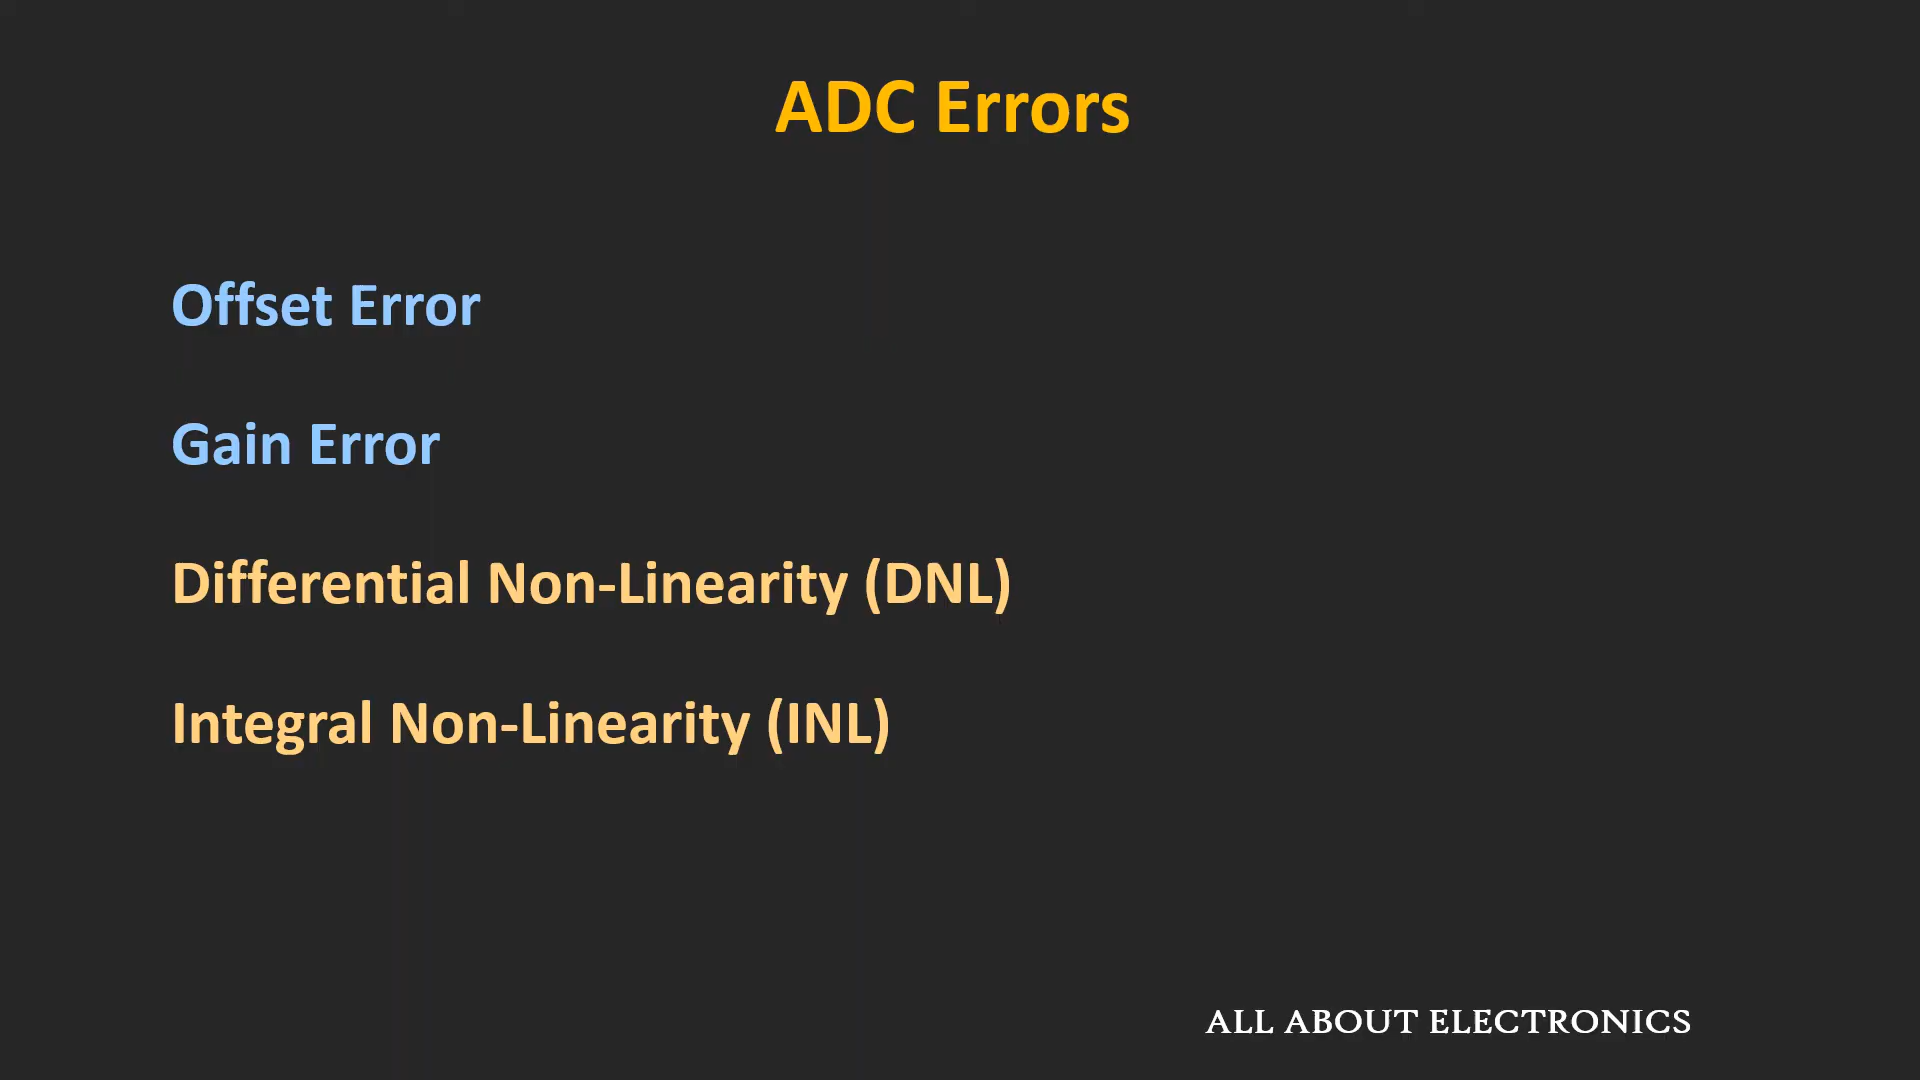 ADC Errors
Offset Error
Gain Error
Differential Non-Linearity (DNL)
Integral Non-Linearity (INL)
ALL ABOUT ELECTRONICS